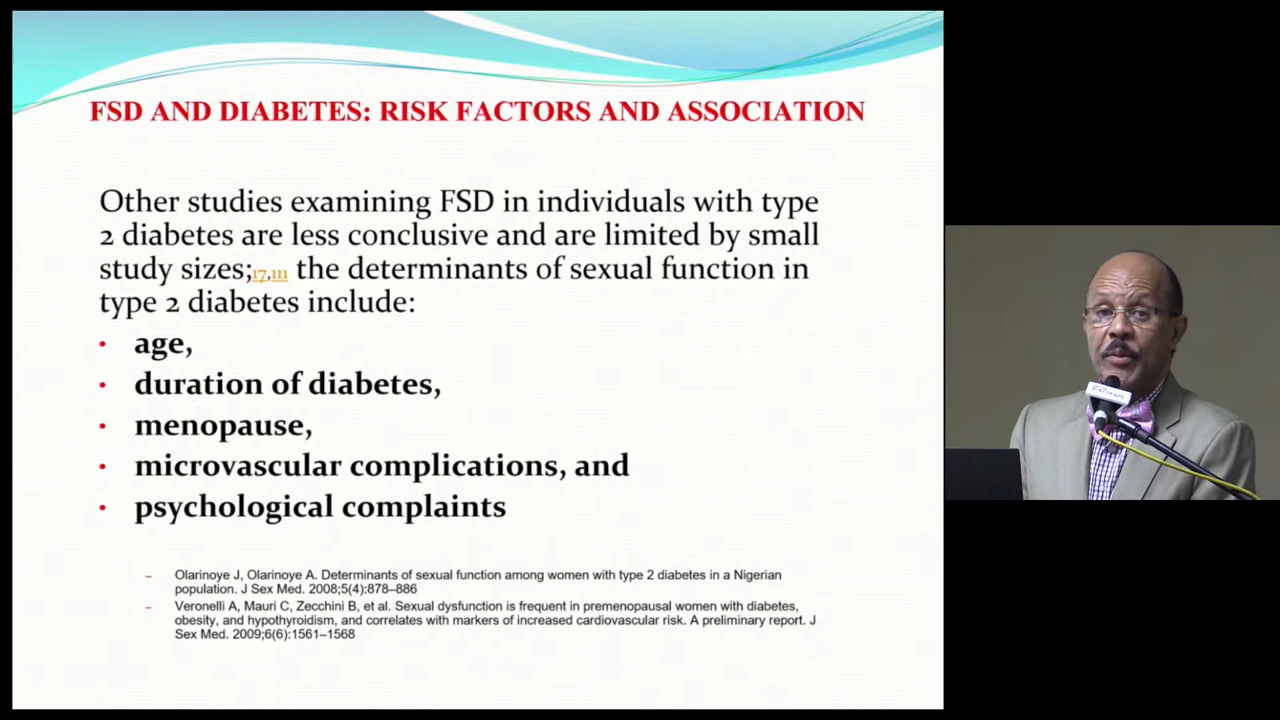 FSD AND DIABETES: RISK FACTORS AND ASSOCIATION
Other studies examining FSD in individuals with type
2 diabetes are less conclusive and are limited by small
study sizes;17,111 the determinants of sexual function in
type 2 diabetes include:
• age,
• duration of diabetes,
• menopause,
• microvascular complications, and
• psychological complaints
– Olarinoye J, Olarinoye A. Determinants of sexual function among women with type 2 diabetes in a Nigerian
population. J Sex Med. 2008;5(4):878–886
– Veronelli A, Mauri C, Zecchini B, et al. Sexual dysfunction is frequent in premenopausal women with diabetes,
obesity, and hypothyroidism, and correlates with markers of increased cardiovascular risk. A preliminary report. J
Sex Med. 2009;6(6):1561–1568